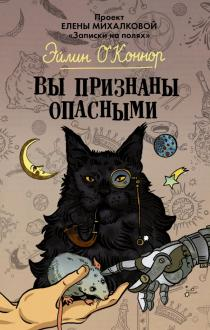 Проект
ЕЛЕНЫ МИХАЛКОВОЙ
«Записки на полях»
Эйлин О'Коннор
ВЫ ПРИЗНАНЫ
ОПАСНЫМИ